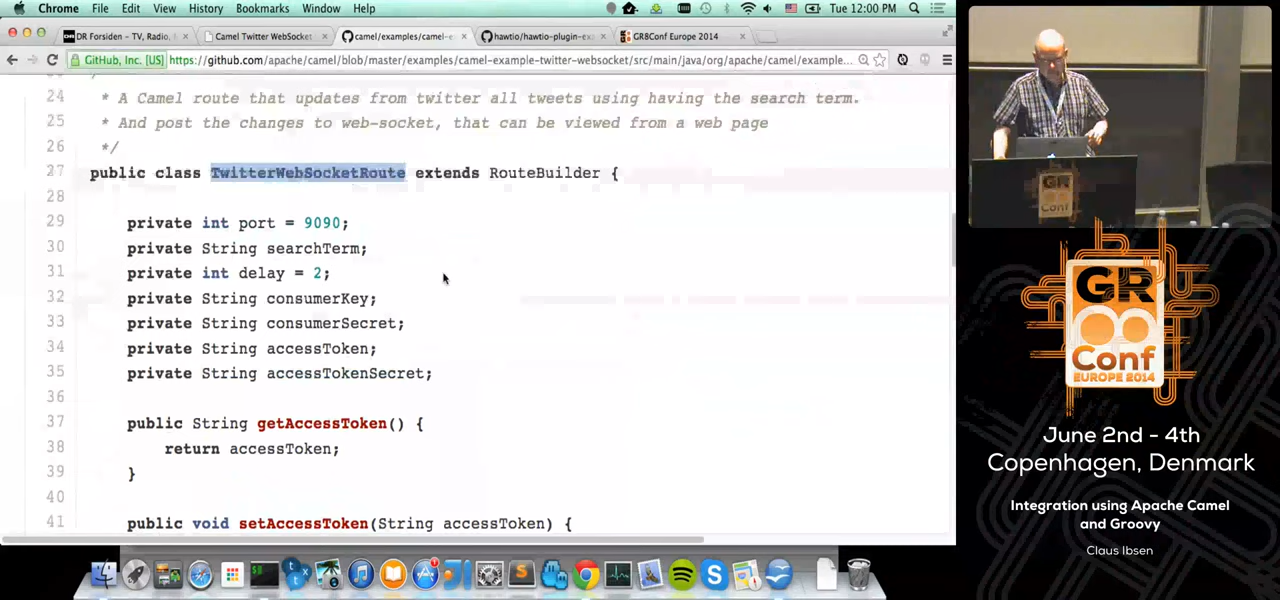 Chrome File Edit View History Bookmarks Window Help
Tue 12:00 PM
DR Forsiden – TV, Radio,
Camel Twitter WebSocket
camel/examples/camel-e
hawtio/hawtio-plugin-ex
GR8Conf Europe 2014
GitHub, Inc. [US]
https://github.com/apache/camel/blob/master/examples/camel-example-twitter-websocket/src/main/java/org/apache/camel/example...
24 * A Camel route that updates from twitter all tweets using having the search term.
25 * And post the changes to web-socket, that can be viewed from a web page
26 */
27 public class TwitterWebSocketRoute extends RouteBuilder {
28
29 private int port = 9090;
30 private String searchTerm;
31 private int delay = 2;
32 private String consumerKey;
33 private String consumerSecret;
34 private String accessToken;
35 private String accessTokenSecret;
36
37 public String getAccessToken() {
38 return accessToken;
39 }
40
41 public void setAccessToken(String accessToken) {
GR
Conf
EUROPE 2014
June 2nd - 4th
Copenhagen, Denmark
Integration using Apache Camel
and Groovy
Claus Ibsen